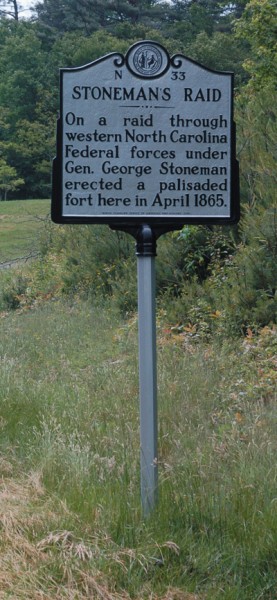 N 33
STONEMAN'S RAID
On a raid through
western North Carolina
Federal forces under
Gen. George Stoneman
erected a palisaded
fort here in April 1865.